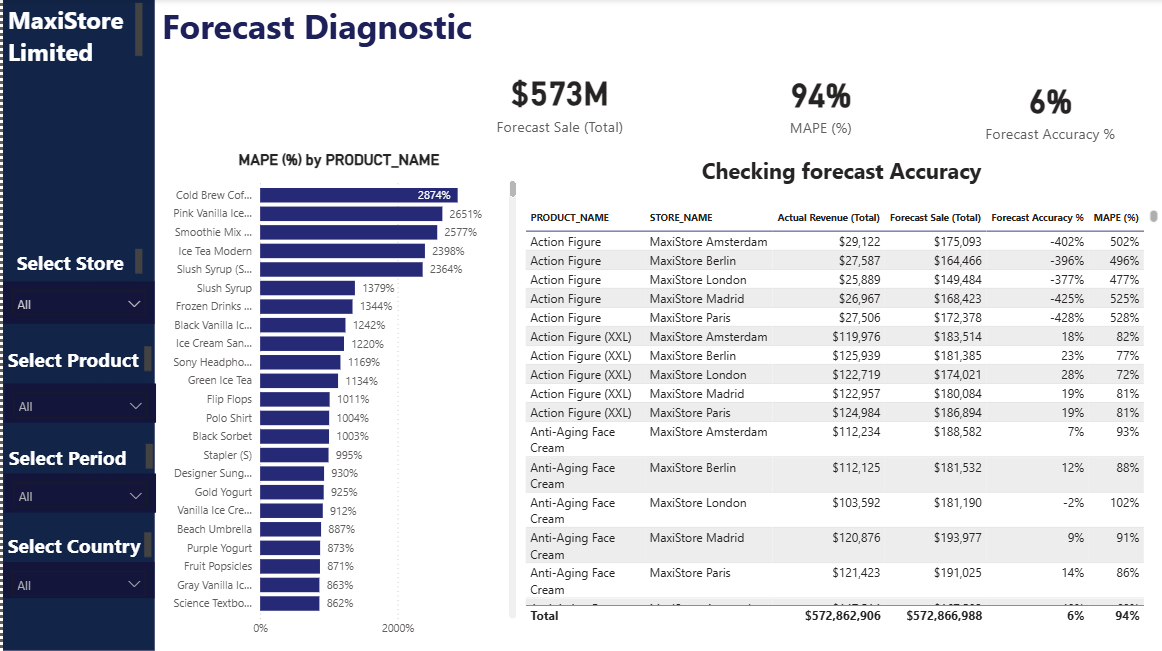 MaxiStore
Limited
Forecast Diagnostic
$573M
Forecast Sale (Total)
94%
MAPE (%)
6%
Forecast Accuracy %
Select Store
All
Select Product
All
Select Period
All
Select Country
All
MAPE (%) by PRODUCT_NAME
Cold Brew Cof... 2874%
Pink Vanilla Ice... 2651%
Smoothie Mix ... 2577%
Ice Tea Modern 2398%
Slush Syrup (S... 2364%
Slush Syrup 1379%
Frozen Drinks ... 1344%
Black Vanilla Ic... 1242%
Ice Cream San... 1220%
Sony Headpho... 1169%
Green Ice Tea 1134%
Flip Flops 1011%
Polo Shirt 1004%
Black Sorbet 1003%
Stapler (S) 995%
Designer Sung... 930%
Gold Yogurt 925%
Vanilla Ice Cre... 912%
Beach Umbrella 887%
Purple Yogurt 873%
Fruit Popsicles 871%
Gray Vanilla Ic... 863%
Science Textbo... 862%
0% 2000%
Checking forecast Accuracy
PRODUCT_NAME STORE_NAME Actual Revenue (Total) Forecast Sale (Total) Forecast Accuracy % MAPE (%)
Action Figure MaxiStore Amsterdam $29,122 $175,093 -402% 502%
Action Figure MaxiStore Berlin $27,587 $164,466 -396% 496%
Action Figure MaxiStore London $25,889 $149,484 -377% 477%
Action Figure MaxiStore Madrid $26,967 $168,423 -425% 525%
Action Figure MaxiStore Paris $27,506 $172,378 -428% 528%
Action Figure (XXL) MaxiStore Amsterdam $119,976 $183,514 18% 82%
Action Figure (XXL) MaxiStore Berlin $125,939 $181,385 23% 77%
Action Figure (XXL) MaxiStore London $122,719 $174,021 28% 72%
Action Figure (XXL) MaxiStore Madrid $122,957 $180,084 19% 81%
Action Figure (XXL) MaxiStore Paris $124,984 $186,894 19% 81%
Anti-Aging Face MaxiStore Amsterdam $112,234 $188,582 7% 93%
Cream
Anti-Aging Face MaxiStore Berlin $112,125 $181,532 12% 88%
Cream
Anti-Aging Face MaxiStore London $103,592 $181,190 -2% 102%
Cream
Anti-Aging Face MaxiStore Madrid $120,876 $193,977 9% 91%
Cream
Anti-Aging Face MaxiStore Paris $121,423 $191,025 14% 86%
Cream
Total $572,862,906 $572,866,988 6% 94%